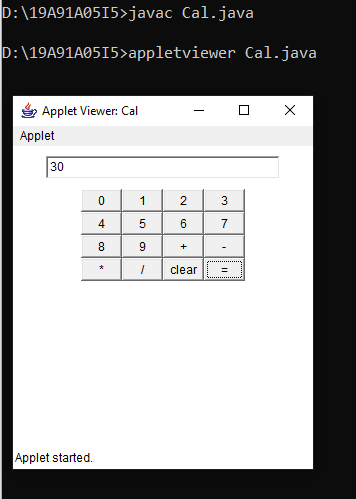 D:\19A91A05I5>javac Cal.java
D:\19A91A05I5>appletviewer Cal.java
Applet Viewer: Cal
Applet
30
0 1 2 3
4 5 6 7
8 9 + -
* / clear =
Applet started.